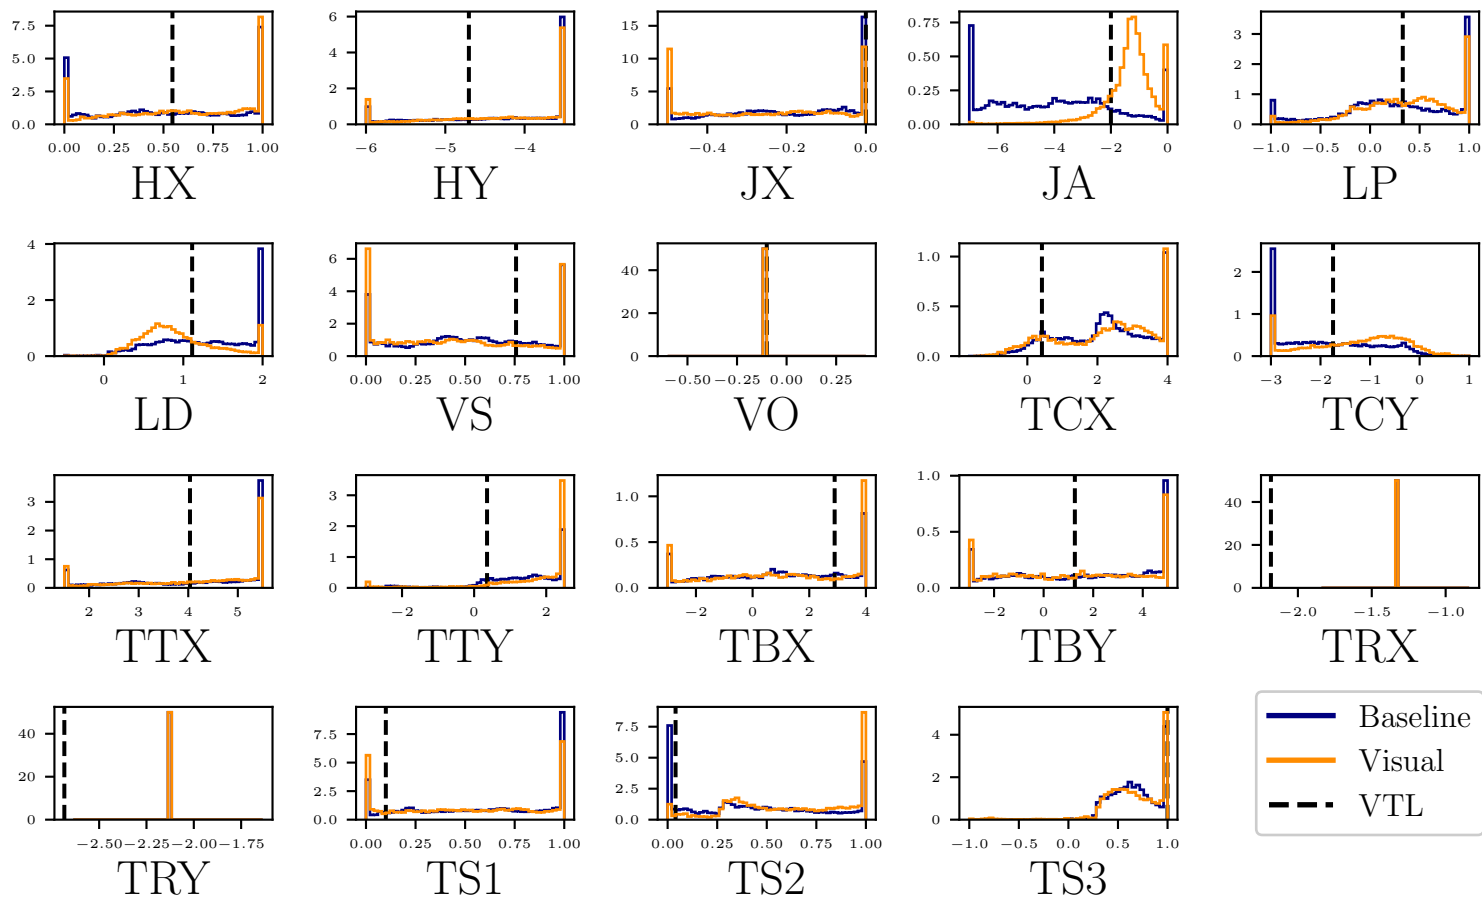 7.5
5.0
2.5
0.0
0.00 0.25 0.50 0.75 1.00
HX
6
4
2
0
−6 −5 −4
HY
15
10
5
0
−0.4 −0.2 0.0
JX
0.75
0.50
0.25
0.00
−6 −4 −2 0
JA
3
2
1
0
−1.0 −0.5 0.0 0.5 1.0
LP
4
2
0
0 1 2
LD
6
4
2
0
0.00 0.25 0.50 0.75 1.00
VS
40
20
0
−0.50 −0.25 0.00 0.25
VO
1.0
0.5
0.0
0 2 4
TCX
2
1
0
−3 −2 −1 0 1
TCY
3
2
1
0
2 3 4 5
TTX
3
2
1
0
−2 0 2
TTY
1.0
0.5
0.0
−2 0 2 4
TBX
1.0
0.5
0.0
−2 0 2 4
TBY
40
20
0
−2.0 −1.5 −1.0
TRX
40
20
0
−2.50 −2.25 −2.00 −1.75
TRY
7.5
5.0
2.5
0.0
0.00 0.25 0.50 0.75 1.00
TS1
7.5
5.0
2.5
0.0
0.00 0.25 0.50 0.75 1.00
TS2
4
2
0
−1.0 −0.5 0.0 0.5 1.0
TS3
Baseline
Visual
VTL